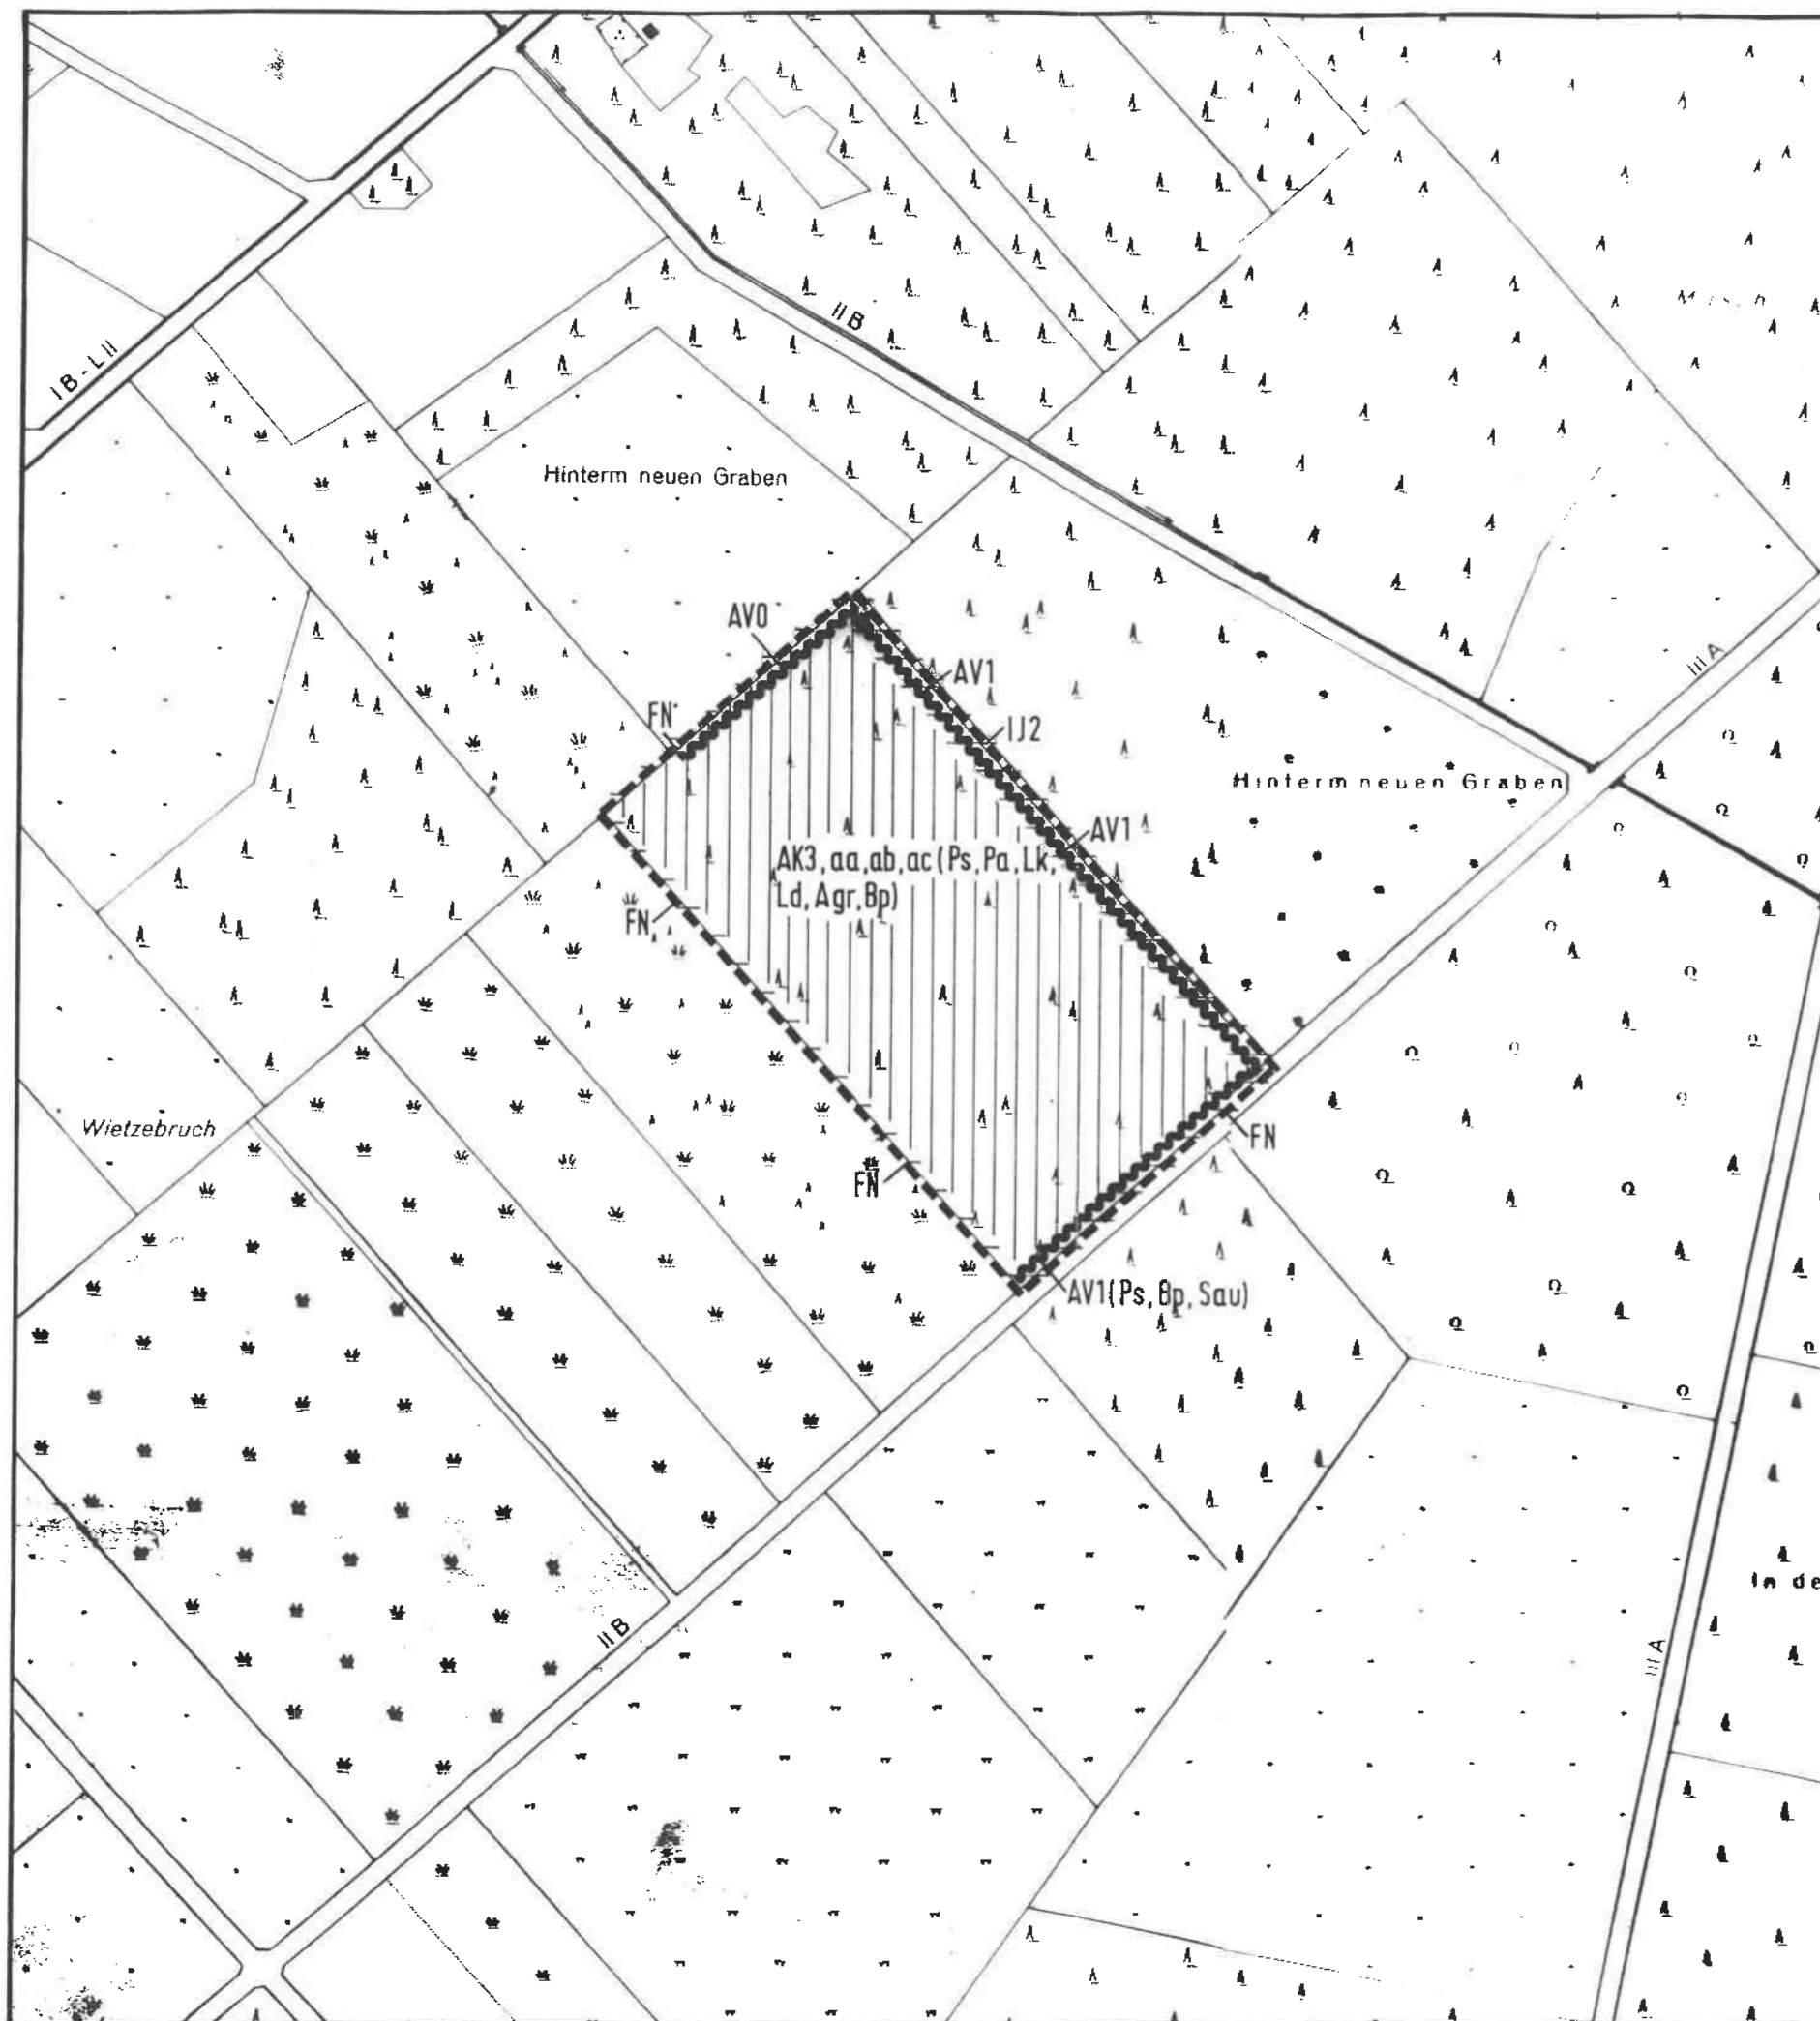 IB-LII
IIB
Hinterm neuen Graben
AV0
AV1
FN
IJ2
IIIA
Hinterm neuen Graben
AV1
AK3, aa, ab, ac (Ps, Pa, Lk,
Ld, Agr, Bp)
FN
Wietzebruch
FN
FN
AV1(Ps, Bp, Sau)
In de
IIB
IIIA